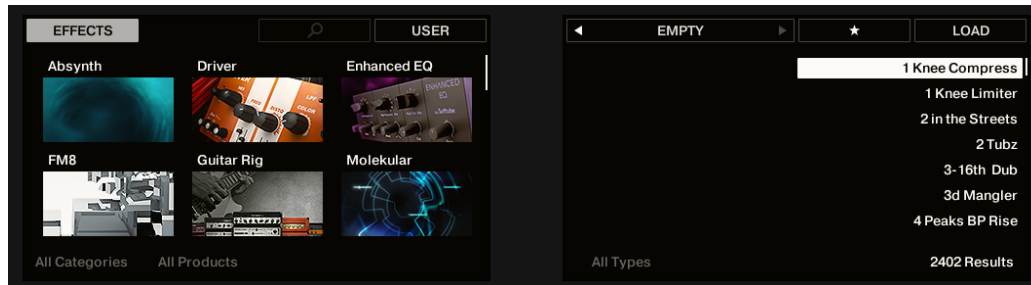 EFFECTS
USER
Absynth
Driver
Enhanced EQ
FM8
Guitar Rig
Molekular
All Categories
All Products
EMPTY
LOAD
1 Knee Compress
1 Knee Limiter
2 in the Streets
2 Tubz
3-16th Dub
3d Mangler
4 Peaks BP Rise
All Types
2402 Results